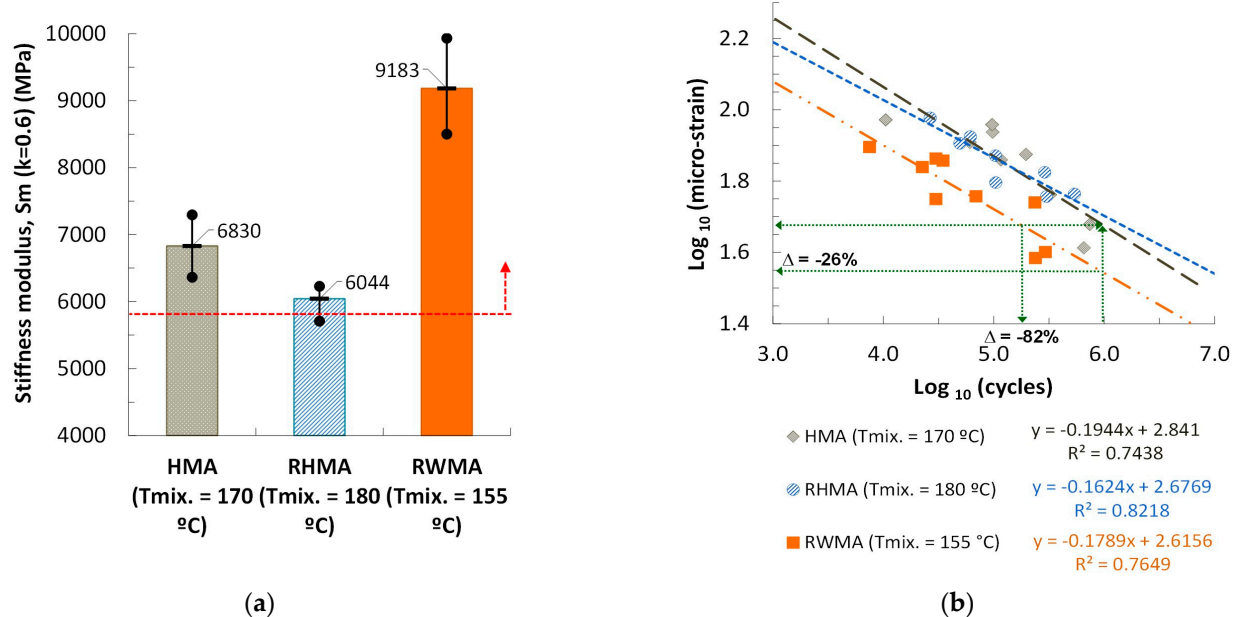 Stiffness modulus, Sm (k=0.6) (MPa)
10000
9000
8000
7000
6000
5000
4000
6830
6044
9183
HMA
(Tmix. = 170
ºC)
RHMA
(Tmix. = 180
ºC)
RWMA
(Tmix. = 155
ºC)
(a)
Log 10 (micro-strain)
2.2
2.0
1.8
1.6
1.4
Δ = -26%
Δ = -82%
3.0 4.0 5.0 6.0 7.0
Log 10 (cycles)
HMA (Tmix. = 170 ºC)
y = -0.1944x + 2.841
R² = 0.7438
RHMA (Tmix. = 180 ºC)
y = -0.1624x + 2.6769
R² = 0.8218
RWMA (Tmix. = 155 °C)
y = -0.1789x + 2.6156
R² = 0.7649
(b)